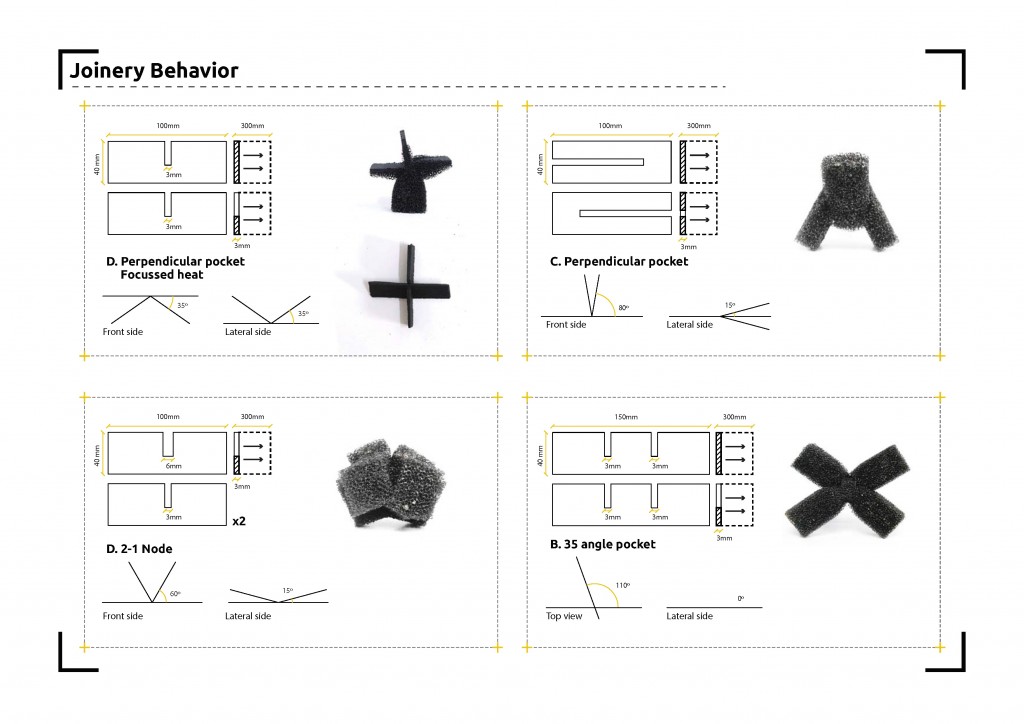 Joinery Behavior
100mm
300mm
40 mm
3mm
3mm
3mm
D. Perpendicular pocket
Focussed heat
35º
Front side
35º
Lateral side
100mm
300mm
40 mm
3mm
C. Perpendicular pocket
80º
Front side
15º
Lateral side
100mm
300mm
40 mm
6mm
3mm
3mm
x2
D. 2-1 Node
60º
Front side
15º
Lateral side
150mm
300mm
40 mm
3mm
3mm
3mm
3mm
3mm
B. 35 angle pocket
110º
Top view
0º
Lateral side